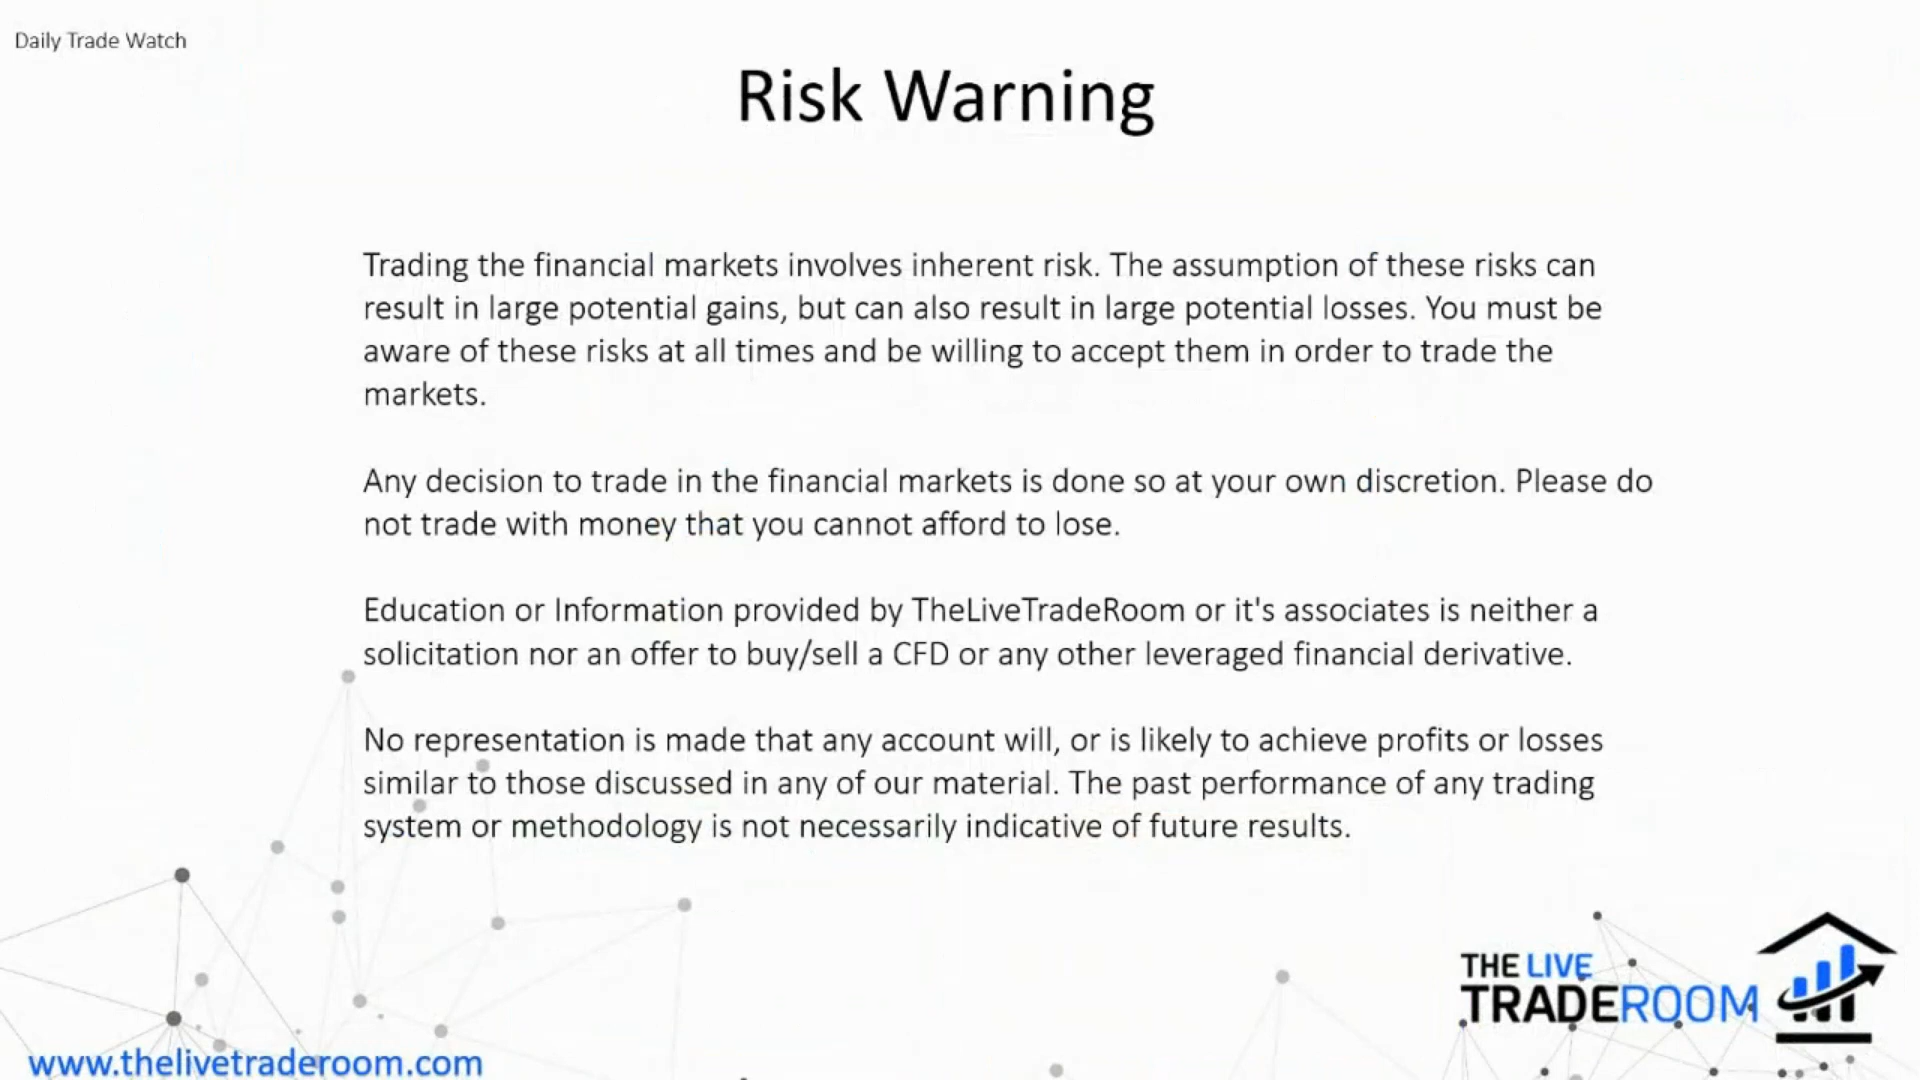 Daily Trade Watch
Risk Warning
Trading the financial markets involves inherent risk. The assumption of these risks can
result in large potential gains, but can also result in large potential losses. You must be
aware of these risks at all times and be willing to accept them in order to trade the
markets.
Any decision to trade in the financial markets is done so at your own discretion. Please do
not trade with money that you cannot afford to lose.
Education or Information provided by TheLiveTradeRoom or it's associates is neither a
solicitation nor an offer to buy/sell a CFD or any other leveraged financial derivative.
No representation is made that any account will, or is likely to achieve profits or losses
similar to those discussed in any of our material. The past performance of any trading
system or methodology is not necessarily indicative of future results.
THE LIVE
TRADEROOM
www.thelivetraderoom.com